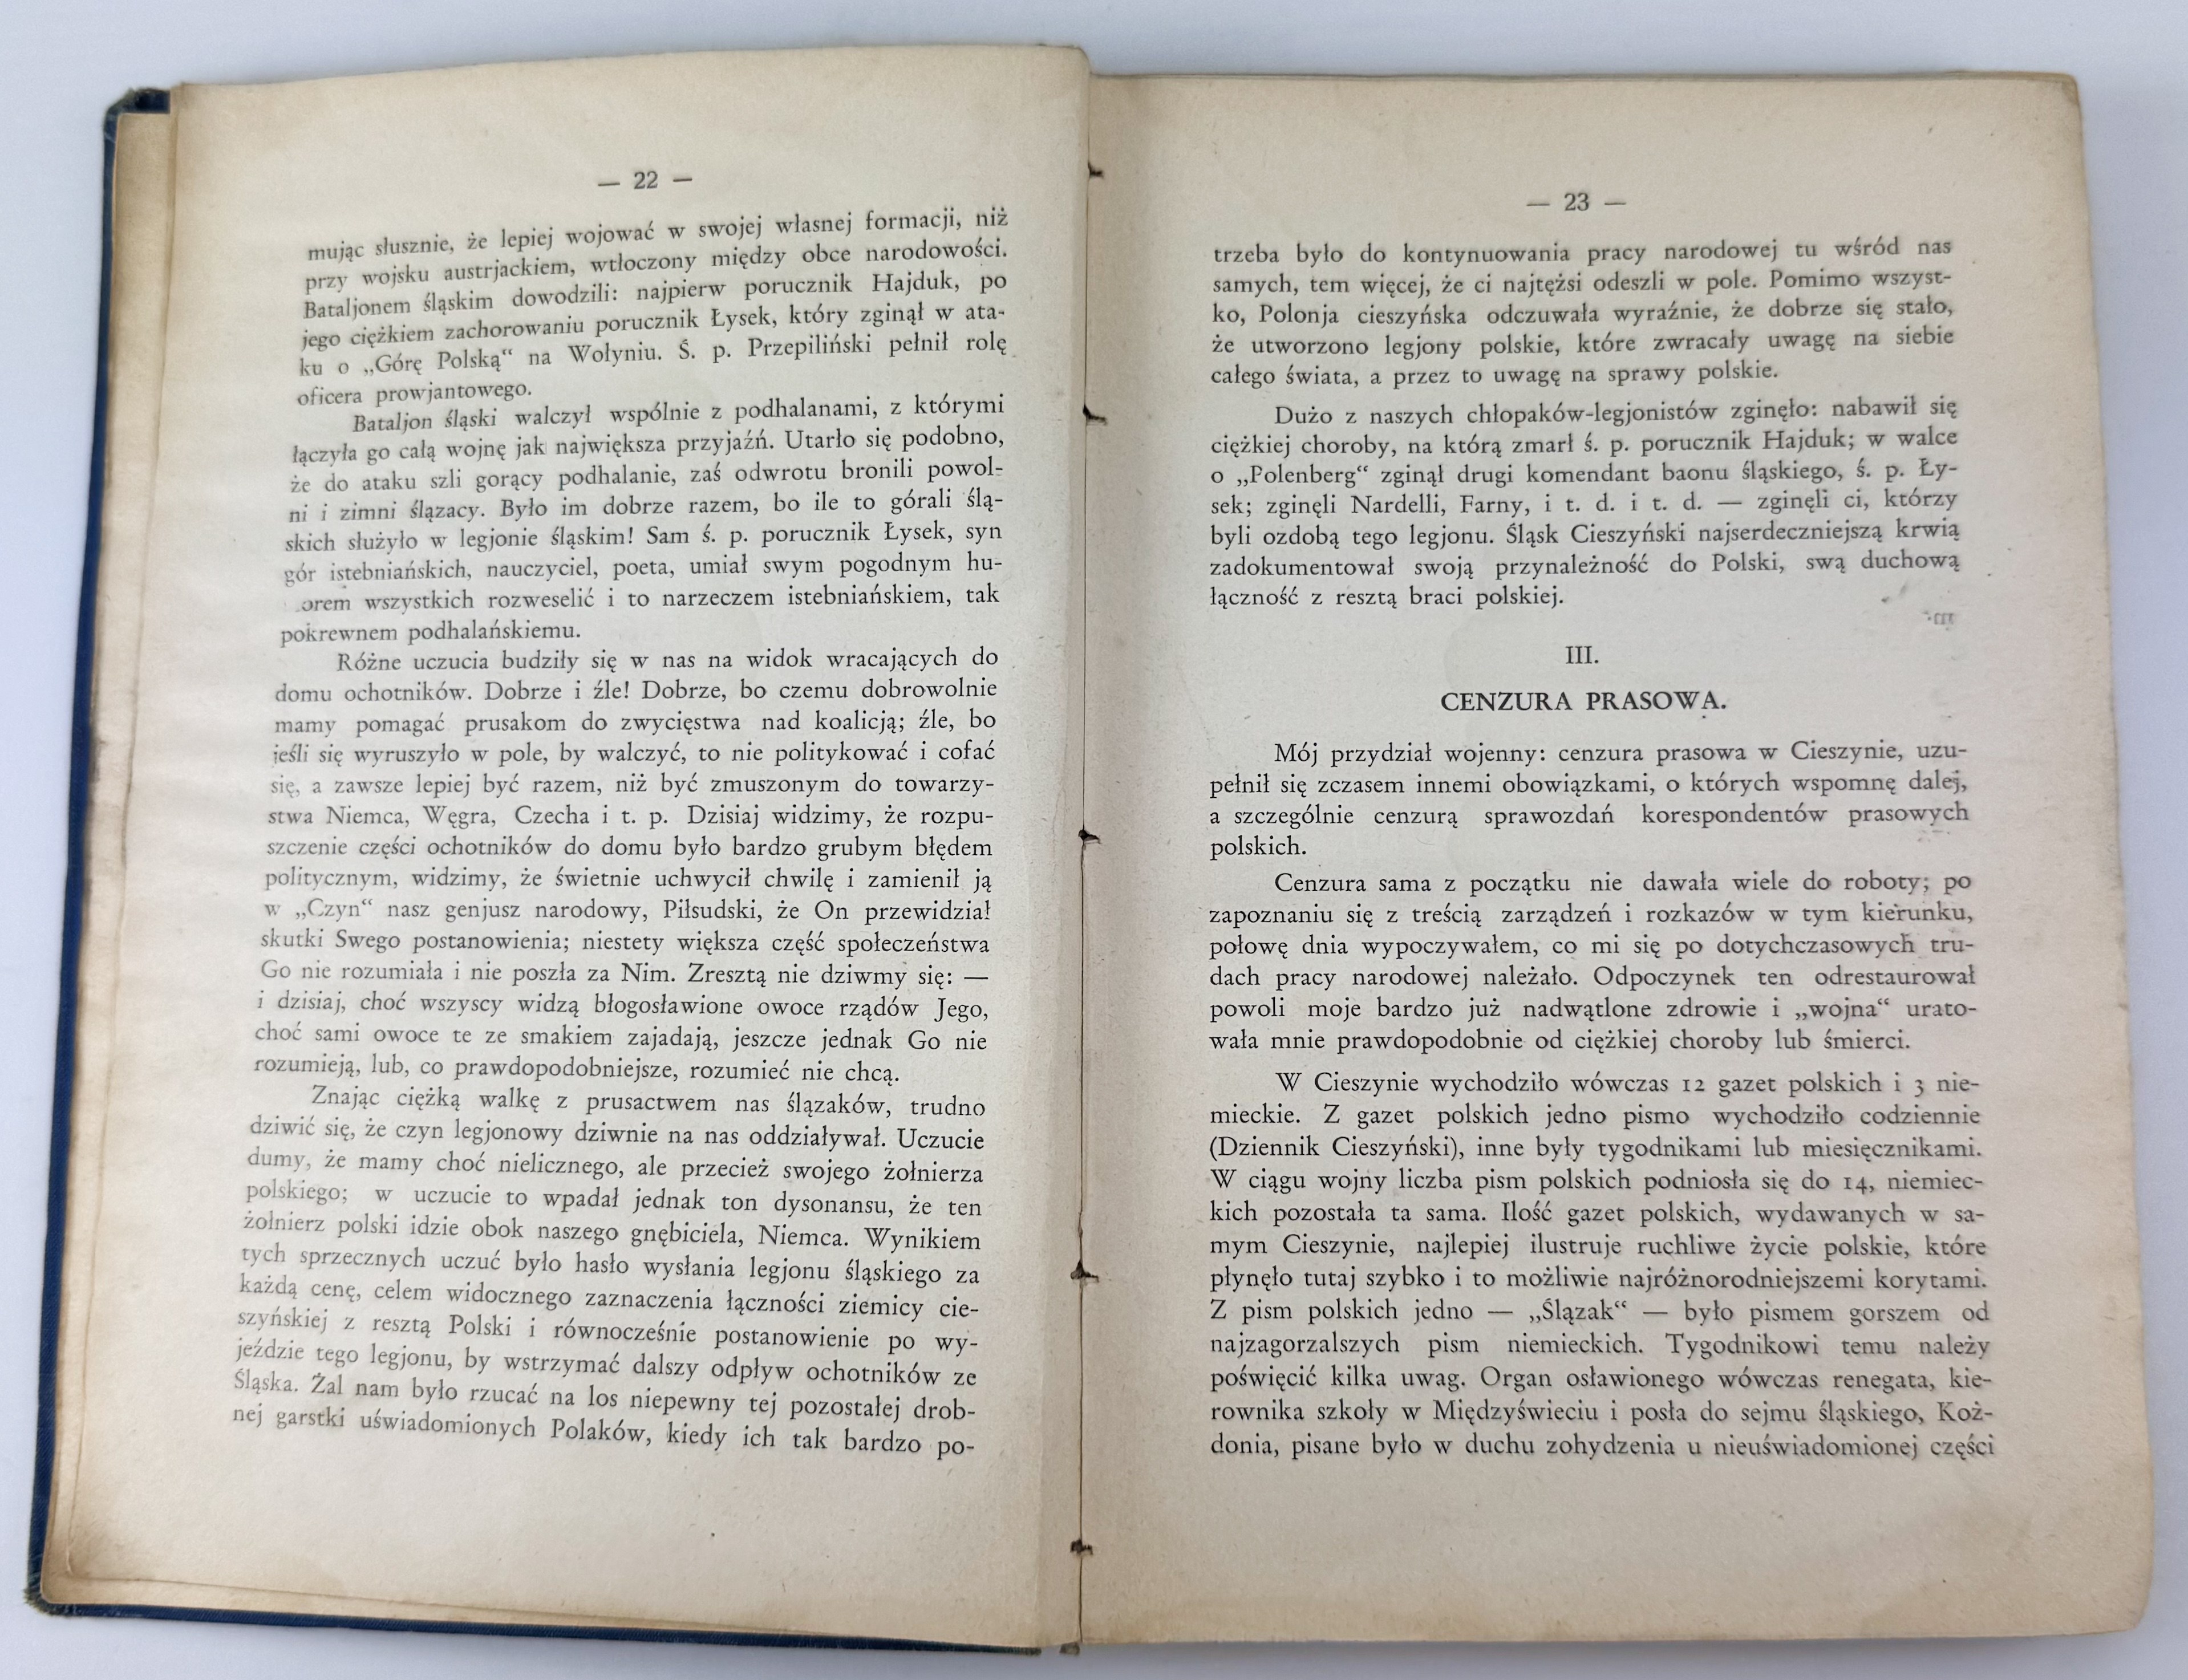 — 22 —
mując słusznie, że lepiej wojować w swojej własnej formacji, niż
przy wojsku austrjackiem, wtłoczony między obce narodowości.
Bataljonem śląskim dowodzili: najpierw porucznik Hajduk, po
jego ciężkiem zachorowaniu porucznik Łysek, który zginął w ata-
ku o „Górę Polską“ na Wołyniu. Ś. p. Przepiliński pełnił rolę
oficera prowjantowego.
Bataljon śląski walczył wspólnie z podhalanami, z którymi
łączyła go całą wojnę jak największa przyjaźń. Utarło się podobno,
że do ataku szli gorący podhalanie, zaś odwrotu bronili powol-
ni i zimni ślązacy. Było im dobrze razem, bo ile to górali ślą-
skich służyło w legjonie śląskim! Sam ś. p. porucznik Łysek, syn
gór istebniańskich, nauczyciel, poeta, umiał swym pogodnym hu-
orem wszystkich rozweselić i to narzeczem istebniańskiem, tak
pokrewnem podhalańskiemu.
Różne uczucia budziły się w nas na widok wracających do
domu ochotników. Dobrze i źle! Dobrze, bo czemu dobrowolnie
mamy pomagać prusakom do zwycięstwa nad koalicją; źle, bo
jeśli się wyruszyło w pole, by walczyć, to nie politykować i cofać
się, a zawsze lepiej być razem, niż być zmuszonym do towarzy-
stwa Niemca, Węgra, Czecha i t. p. Dzisiaj widzimy, że rozpu-
szczenie części ochotników do domu było bardzo grubym błędem
politycznym, widzimy, że świetnie uchwycił chwilę i zamienił ją
w „Czyn“ nasz genjusz narodowy, Piłsudski, że On przewidział
skutki Swego postanowienia; niestety większa część społeczeństwa
Go nie rozumiała i nie poszła za Nim. Zresztą nie dziwmy się: —
i dzisiaj, choć wszyscy widzą błogosławione owoce rządów Jego,
choć sami owoce te ze smakiem zajadają, jeszcze jednak Go nie
rozumieją, lub, co prawdopodobniejsze, rozumieć nie chcą.
Znając ciężką walkę z prusactwem nas ślązaków, trudno
dziwić się, że czyn legjonowy dziwnie na nas oddziaływał. Uczucie
dumy, że mamy choć nielicznego, ale przecież swojego żołnierza
polskiego; w uczucie to wpadał jednak ton dysonansu, że ten
żołnierz polski idzie obok naszego gnębiciela, Niemca. Wynikiem
tych sprzecznych uczuć było hasło wysłania legjonu śląskiego za
każdą cenę, celem widocznego zaznaczenia łączności ziemicy cie-
szyńskiej z resztą Polski i równocześnie postanowienie po wy-
jeździe tego legjonu, by wstrzymać dalszy odpływ ochotników ze
Śląska. Żal nam było rzucać na los niepewny tej pozostałej drob-
nej garstki uświadomionych Polaków, kiedy ich tak bardzo po-
— 23 —
trzeba było do kontynuowania pracy narodowej tu wśród nas
samych, tem więcej, że ci najtężsi odeszli w pole. Pomimo wszyst-
ko, Polonja cieszyńska odczuwała wyraźnie, że dobrze się stało,
że utworzono legjony polskie, które zwracały uwagę na siebie
całego świata, a przez to uwagę na sprawy polskie.
Dużo z naszych chłopaków-legjonistów zginęło: nabawił się
ciężkiej choroby, na którą zmarł ś. p. porucznik Hajduk; w walce
o „Polenberg“ zginął drugi komendant baonu śląskiego, ś. p. Ły-
sek; zginęli Nardelli, Farny, i t. d. i t. d. — zginęli ci, którzy
byli ozdobą tego legjonu. Śląsk Cieszyński najserdeczniejszą krwią
zadokumentował swoją przynależność do Polski, swą duchową
łączność z resztą braci polskiej.
III.
CENZURA PRASOWA.
Mój przydział wojenny: cenzura prasowa w Cieszynie, uzu-
pełnił się zczasem innemi obowiązkami, o których wspomnę dalej,
a szczególnie cenzurą sprawozdań korespondentów prasowych
polskich.
Cenzura sama z początku nie dawała wiele do roboty; po
zapoznaniu się z treścią zarządzeń i rozkazów w tym kierunku,
połowę dnia wypoczywałem, co mi się po dotychczasowych tru-
dach pracy narodowej należało. Odpoczynek ten odrestaurował
powoli moje bardzo już nadwątlone zdrowie i „wojna“ urato-
wała mnie prawdopodobnie od ciężkiej choroby lub śmierci.
W Cieszynie wychodziło wówczas 12 gazet polskich i 3 nie-
mieckie. Z gazet polskich jedno pismo wychodziło codziennie
(Dziennik Cieszyński), inne były tygodnikami lub miesięcznikami.
W ciągu wojny liczba pism polskich podniosła się do 14, niemiec-
kich pozostała ta sama. Ilość gazet polskich, wydawanych w sa-
mym Cieszynie, najlepiej ilustruje ruchliwe życie polskie, które
płynęło tutaj szybko i to możliwie najróżnorodniejszemi korytami.
Z pism polskich jedno — „Ślązak“ — było pismem gorszem od
najzagorzalszych pism niemieckich. Tygodnikowi temu należy
poświęcić kilka uwag. Organ osławionego wówczas renegata, kie-
rownika szkoły w Międzyświeciu i posła do sejmu śląskiego, Koż-
donia, pisane było w duchu zohydzenia u nieuświadomionej części